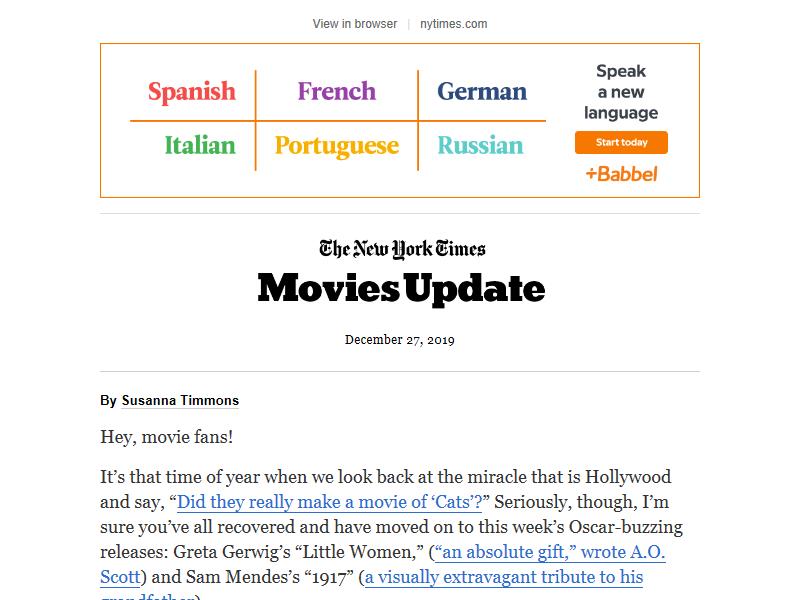 View in browser | nytimes.com
Spanish French German
Italian Portuguese Russian
Speak
a new
language
Start today
+Babbel
The New York Times
Movies Update
December 27, 2019
By Susanna Timmons
Hey, movie fans!
It’s that time of year when we look back at the miracle that is Hollywood
and say, “Did they really make a movie of ‘Cats’?” Seriously, though, I’m
sure you’ve all recovered and have moved on to this week’s Oscar-buzzing
releases: Greta Gerwig’s “Little Women,” (“an absolute gift,” wrote A.O.
Scott) and Sam Mendes’s “1917” (a visually extravagant tribute to his
grandfather).